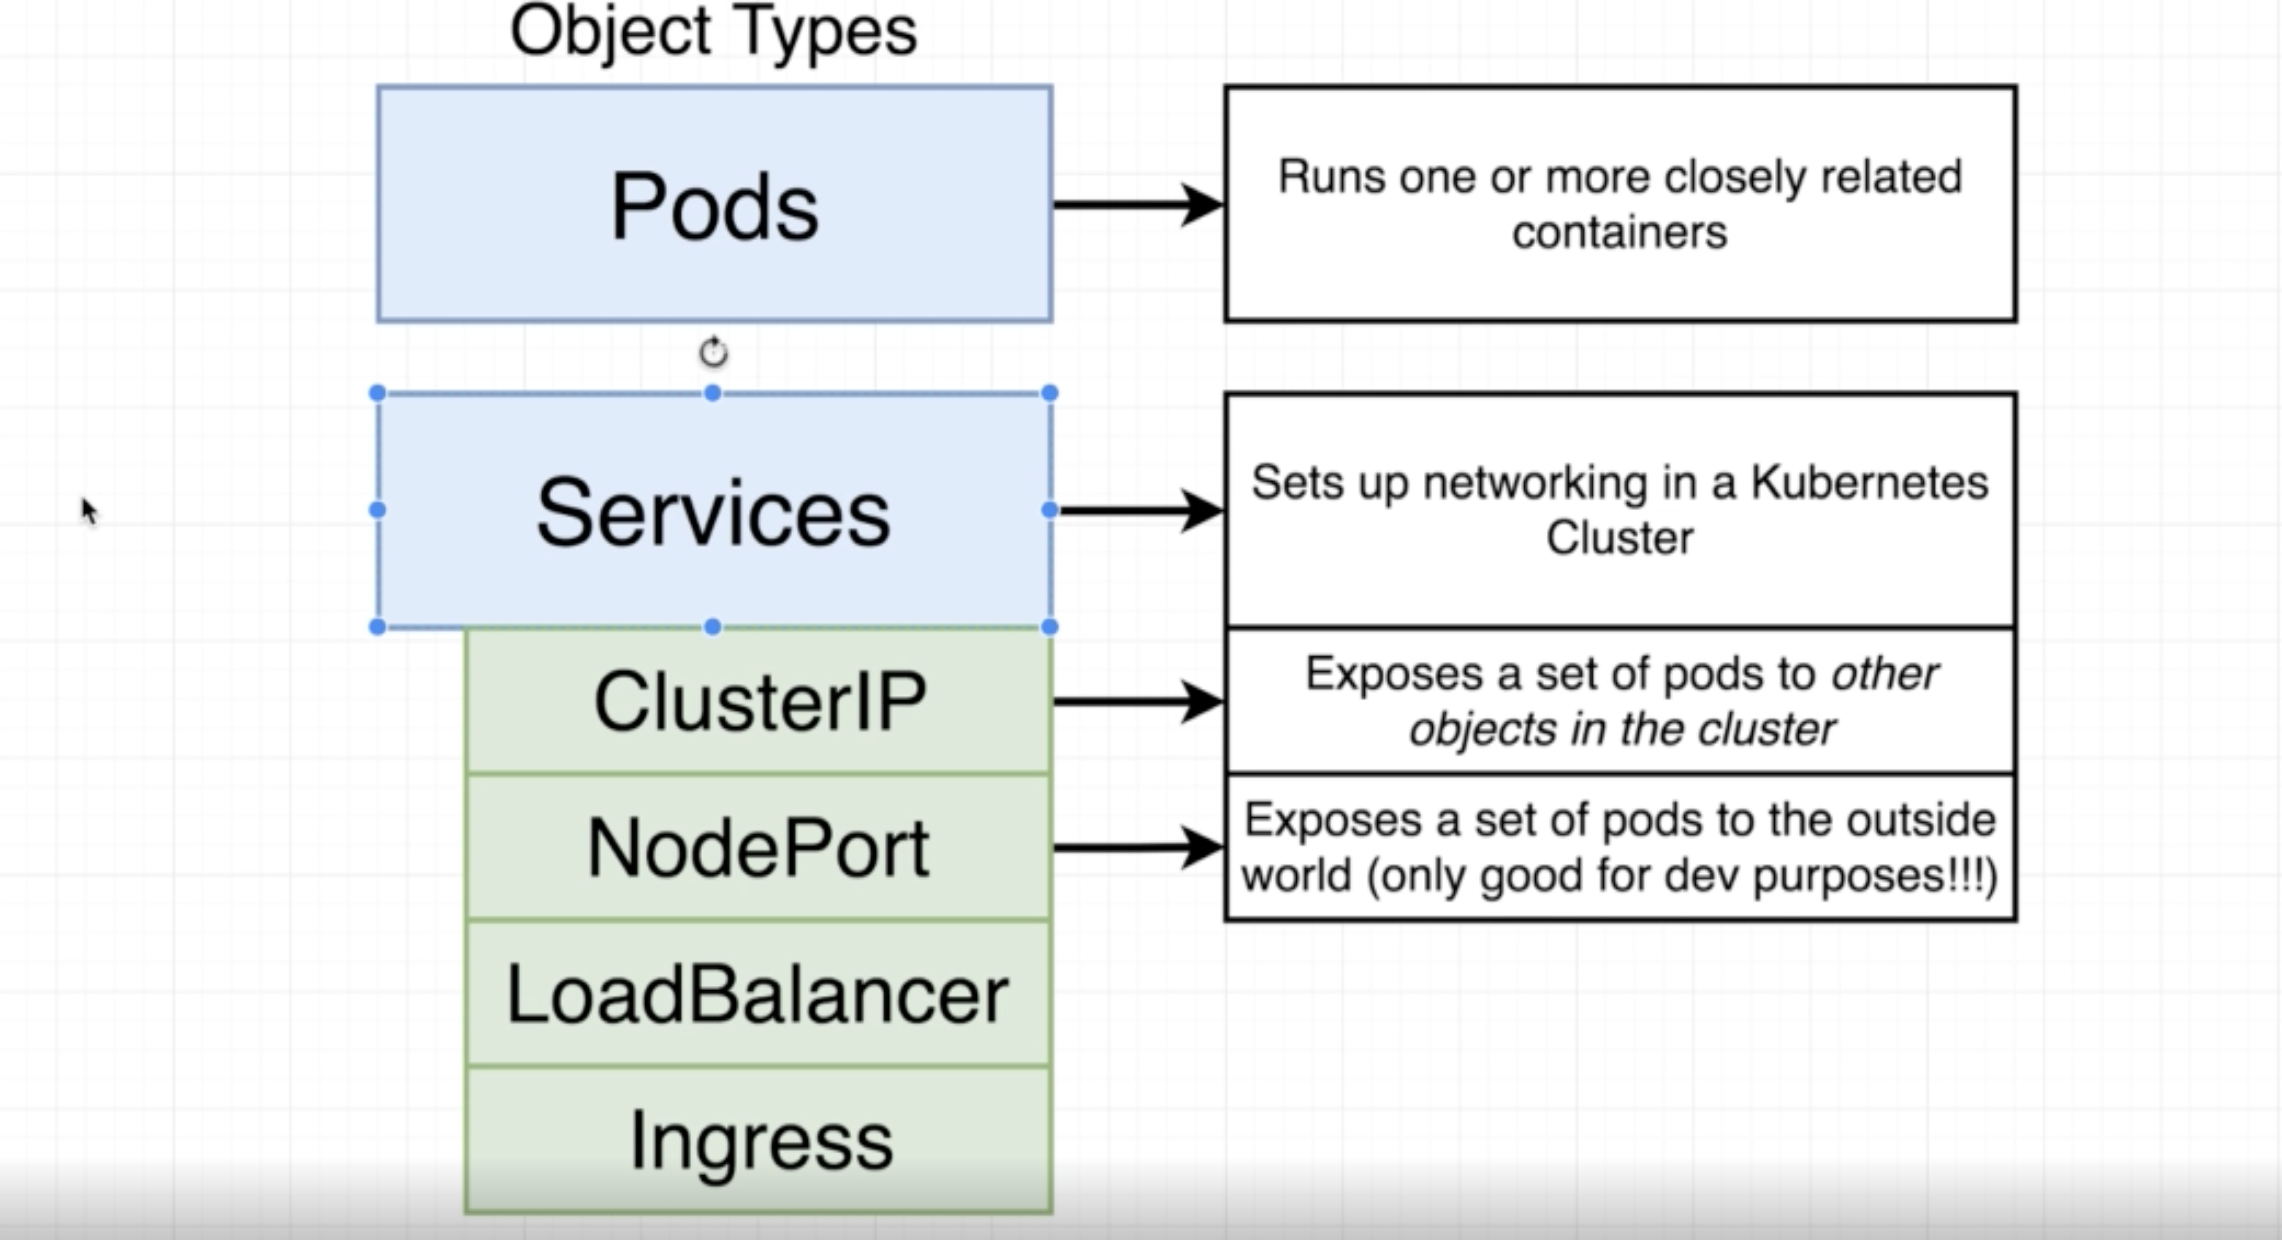 Object Types
Pods
Runs one or more closely related
containers
Services
Sets up networking in a Kubernetes
Cluster
ClusterIP
Exposes a set of pods to other
objects in the cluster
NodePort
Exposes a set of pods to the outside
world (only good for dev purposes!!!)
LoadBalancer
Ingress